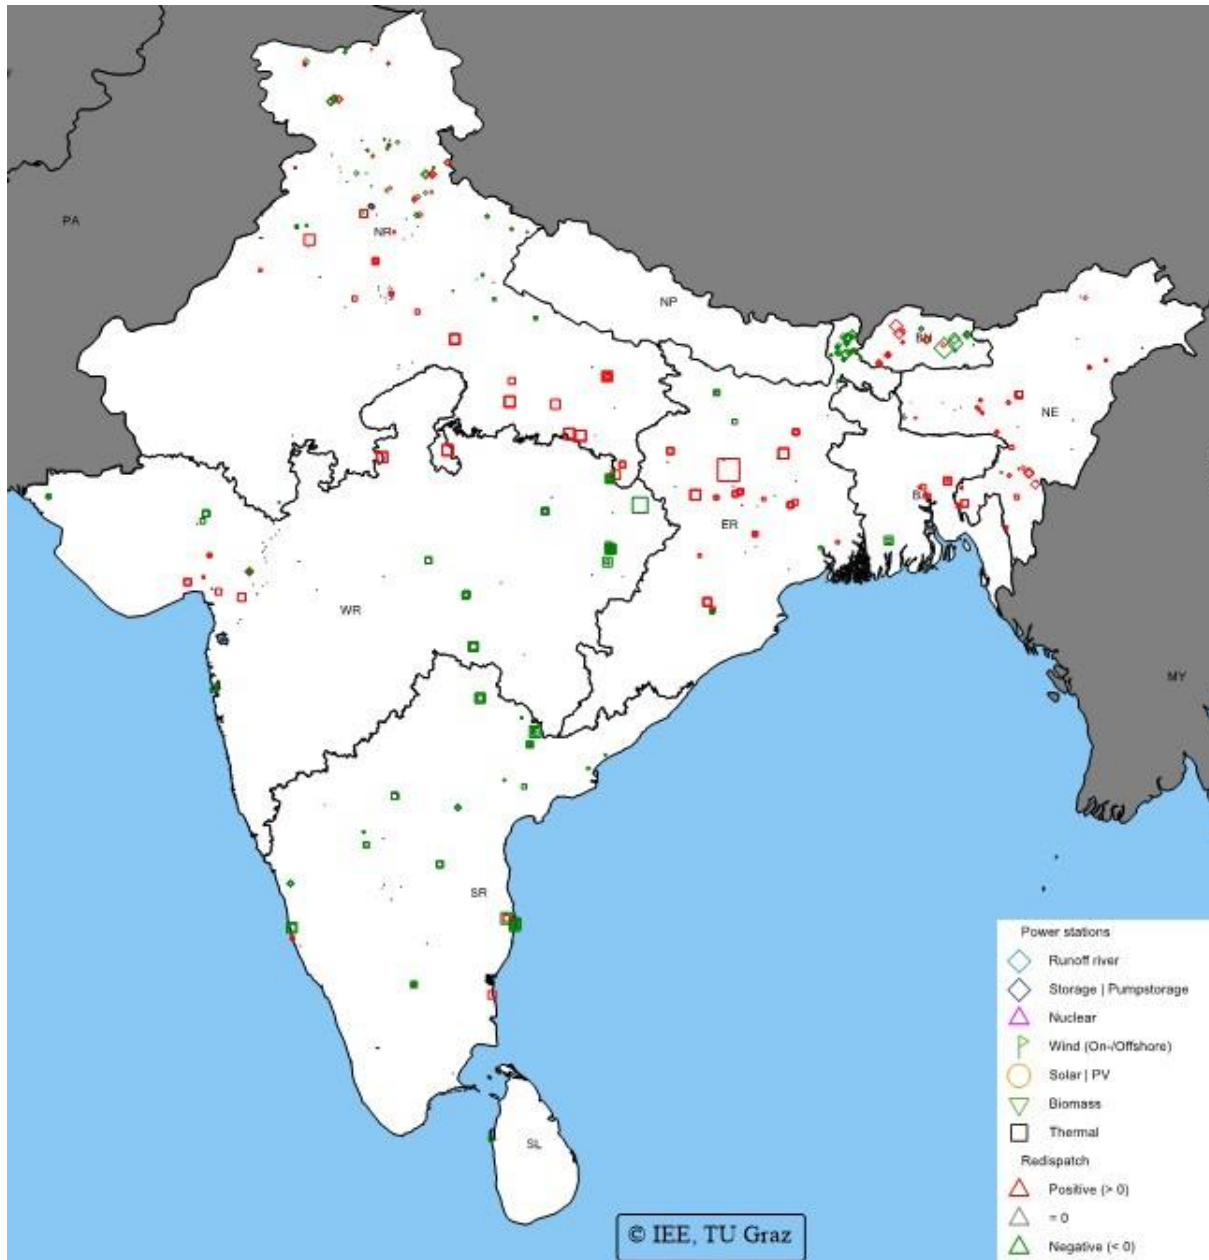 PA
NR
NP
BH
NE
BA
ER
WR
MY
SR
SL
Power stations
Runoff river
Storage | Pumpstorage
Nuclear
Wind (On-/Offshore)
Solar | PV
Biomass
Thermal
Redispatch
Positive (> 0)
= 0
Negative (< 0)
© IEE, TU Graz